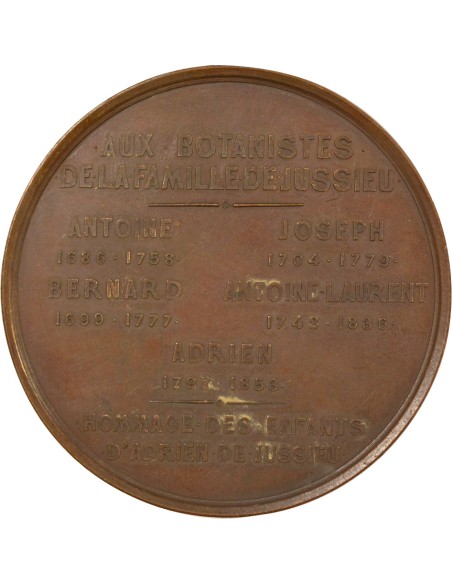 ·AUX·BOTANISTES·
DE·LA·FAMILLE·DE·JUSSIEU·
ANTOINE
1686·1758·
JOSEPH
1704·1779·
BERNARD
1699·1777·
ANTOINE-LAURENT
1748·1836·
ADRIEN
1797·1853·
·HOMMAGE·DES·ENFANTS
D'ADRIEN·DE·JUSSIEU·